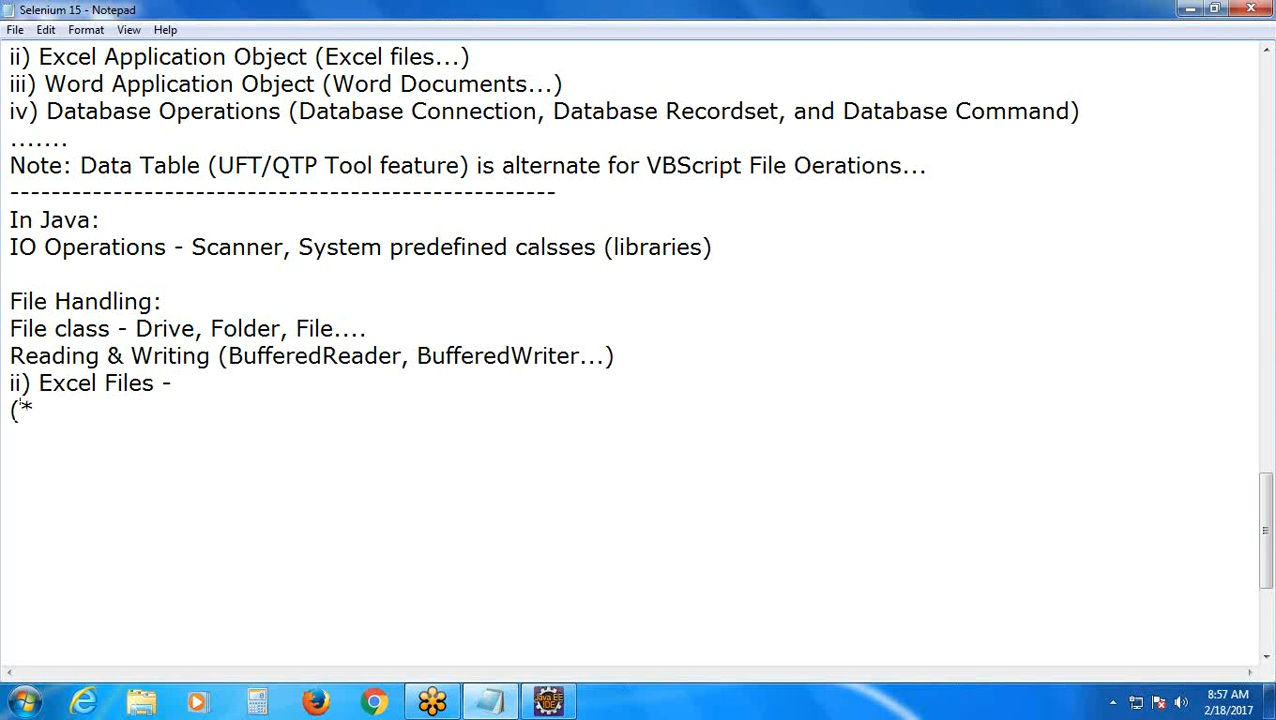 Selenium 15 - Notepad
File Edit Format View Help
ii) Excel Application Object (Excel files...)
iii) Word Application Object (Word Documents...)
iv) Database Operations (Database Connection, Database Recordset, and Database Command)
.......
Note: Data Table (UFT/QTP Tool feature) is alternate for VBScript File Oerations...
-----------------------------------------------------
In Java:
IO Operations - Scanner, System predefined calsses (libraries)
File Handling:
File class - Drive, Folder, File....
Reading & Writing (BufferedReader, BufferedWriter...)
ii) Excel Files -
(*
Java EE
IDE
8:57 AM
2/18/2017